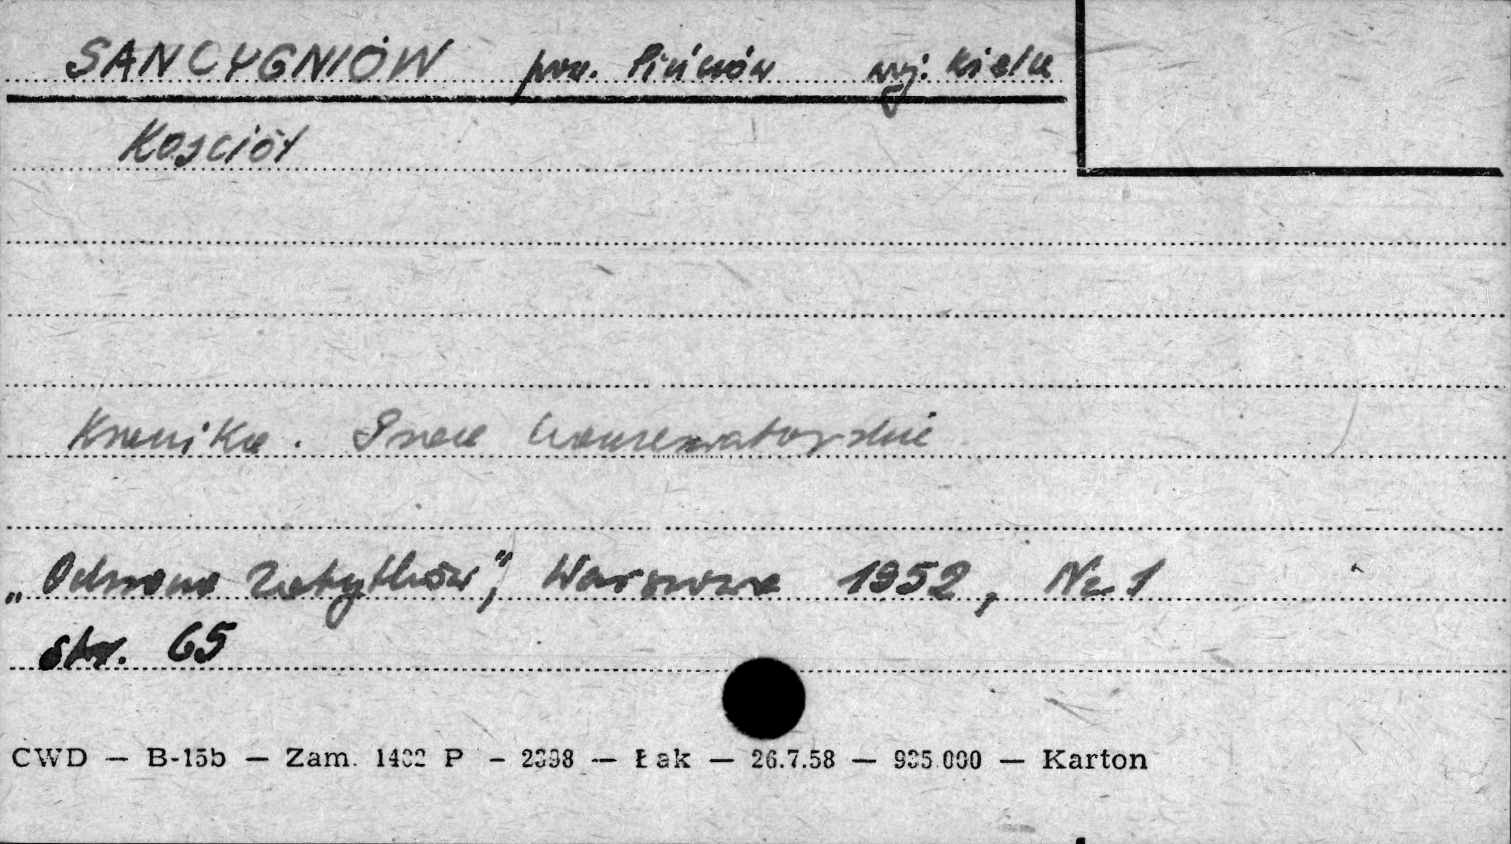 SANCYGNIÓW pow. Pińczów woj. Kielce
Kościół
Kronika. Prace konserwatorskie
„Ochrona Zabytków”, Warszawa 1952, Nr 1
str. 65
CWD — B-15b — Zam. 1402 P — 2398 — Łak — 26.7.58 — 935.000 — Karton